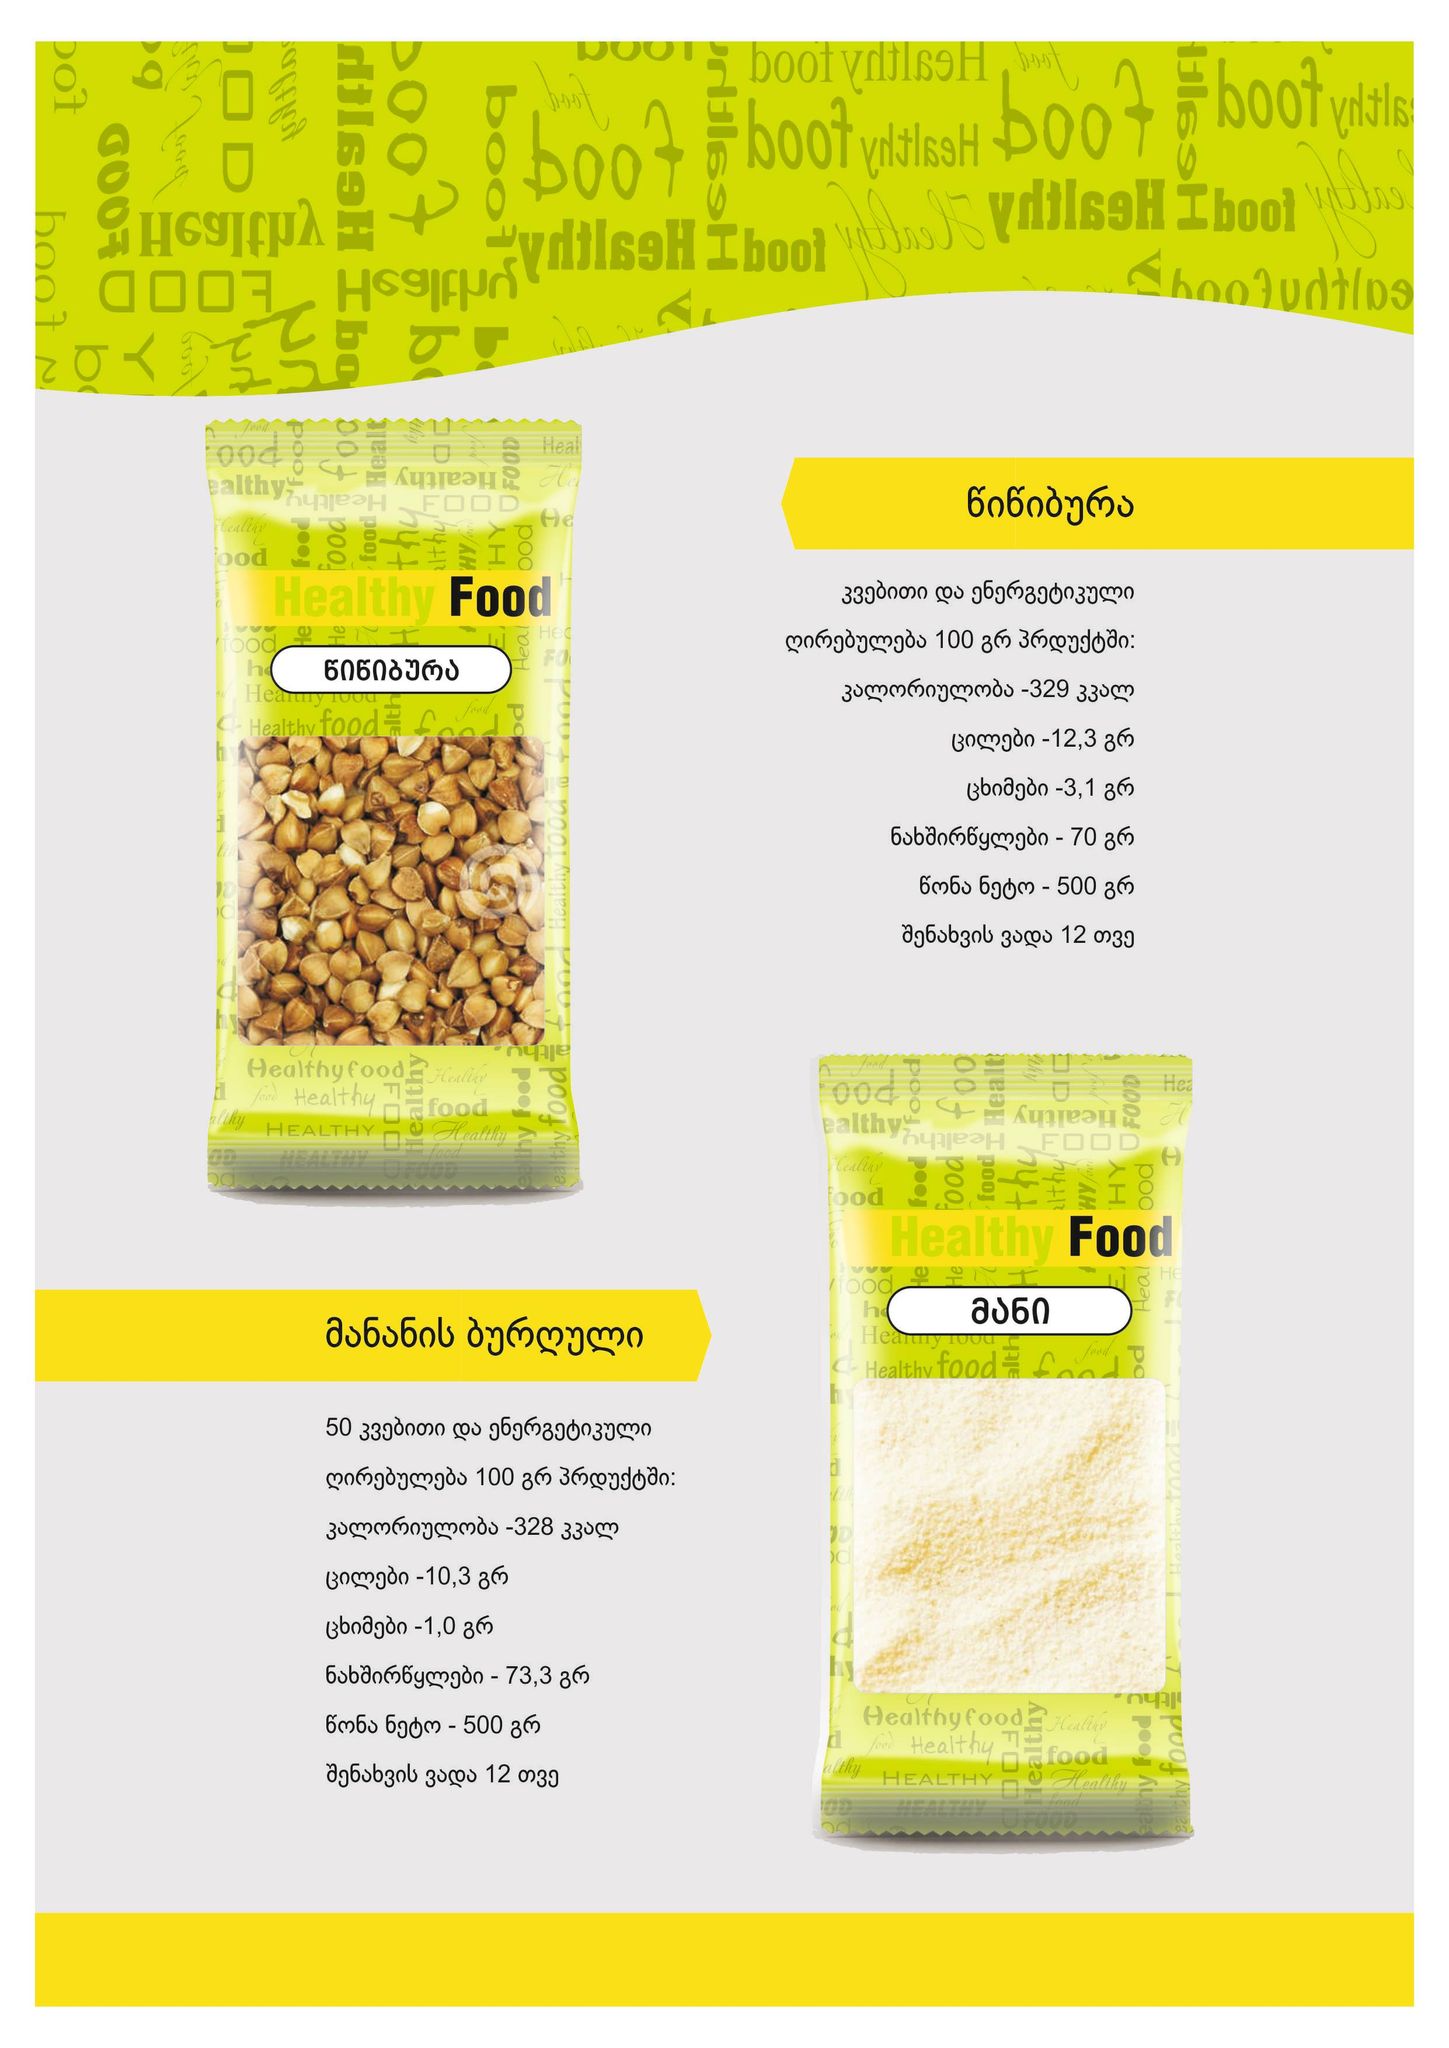 Healthy Food
წიწიბურა
წიწიბურა
კვებითი და ენერგეტიკული
ღირებულება 100 გრ პრდუქტში:
კალორიულობა -329 კკალ
ცილები -12,3 გრ
ცხიმები -3,1 გრ
ნახშირწყლები - 70 გრ
წონა ნეტო - 500 გრ
შენახვის ვადა 12 თვე
Healthy Food
მანი
მანანის ბურღული
50 კვებითი და ენერგეტიკული
ღირებულება 100 გრ პრდუქტში:
კალორიულობა -328 კკალ
ცილები -10,3 გრ
ცხიმები -1,0 გრ
ნახშირწყლები - 73,3 გრ
წონა ნეტო - 500 გრ
შენახვის ვადა 12 თვე